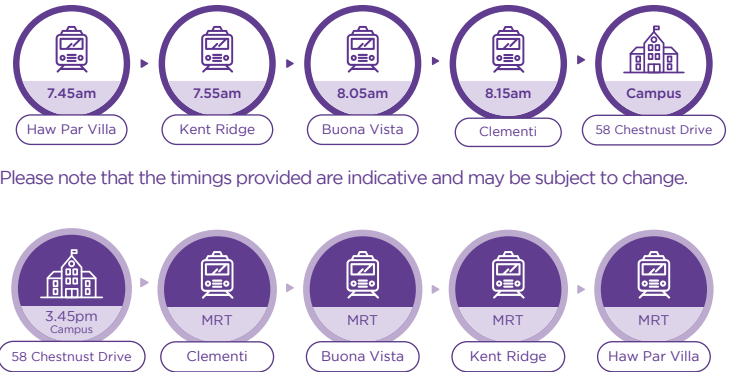 7.45am
Haw Par Villa
7.55am
Kent Ridge
8.05am
Buona Vista
8.15am
Clementi
Campus
58 Chestnust Drive
Please note that the timings provided are indicative and may be subject to change.
3.45pm
Campus
58 Chestnust Drive
MRT
Clementi
MRT
Buona Vista
MRT
Kent Ridge
MRT
Haw Par Villa